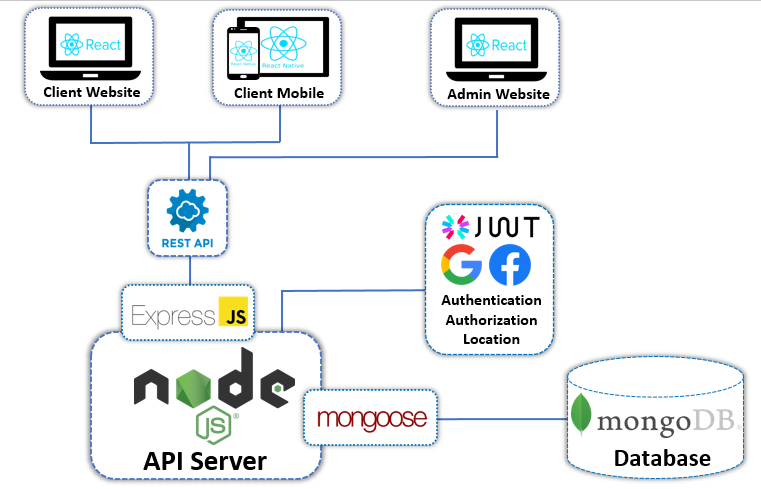 React
React Native
React Native
React
Client Website
Client Mobile
Admin Website
REST API
JWT
G
f
Authentication
Authorization
Location
Express JS
node
JS®
API Server
mongoose
mongoDB®
Database